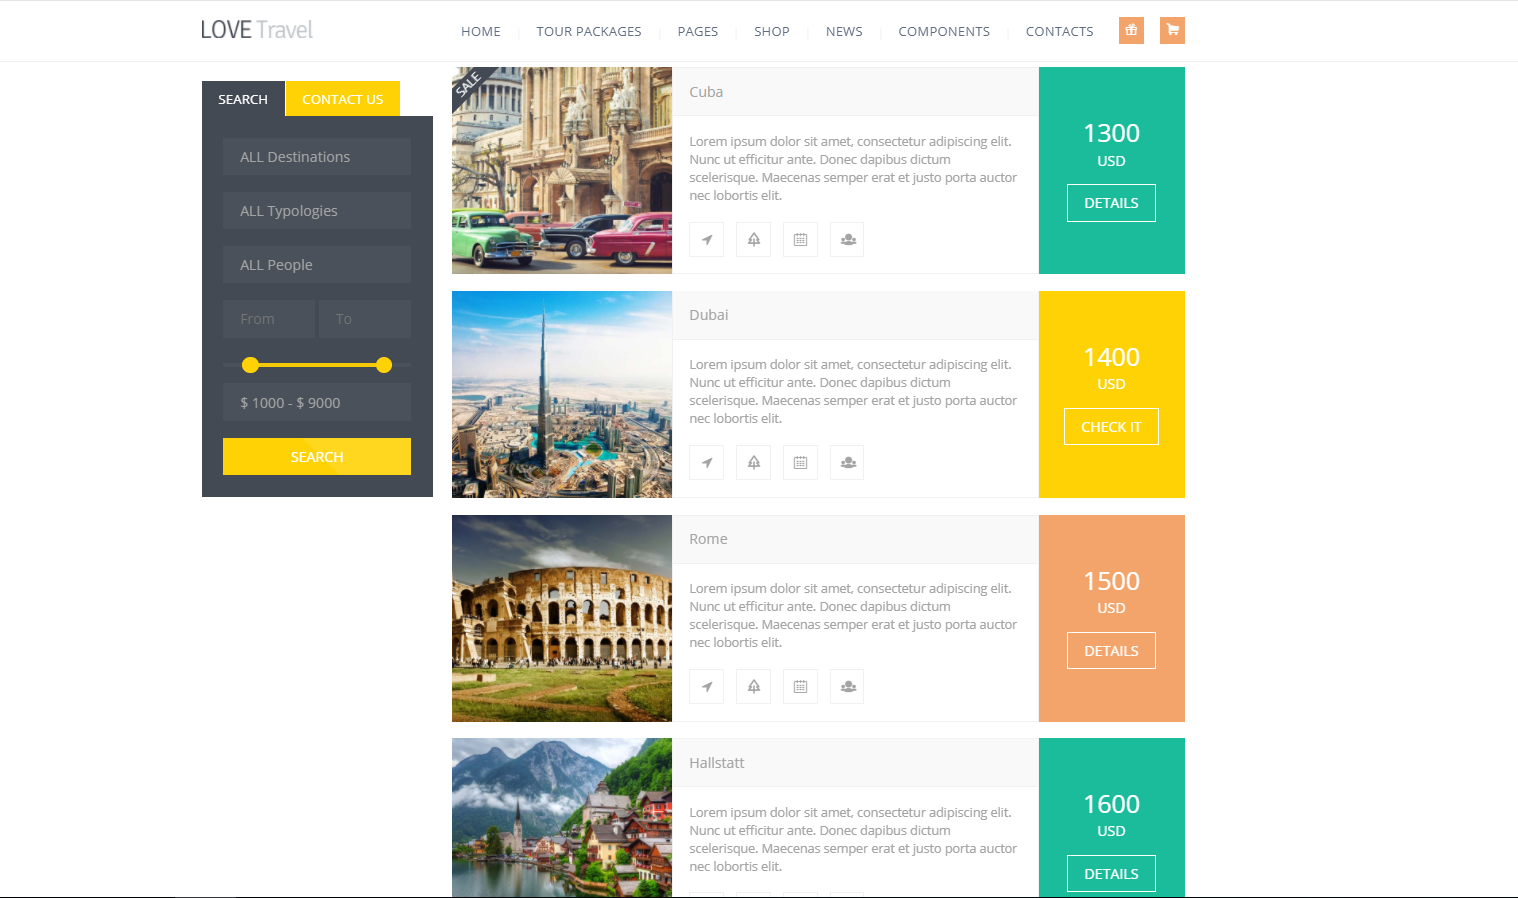 LOVE Travel
HOME
TOUR PACKAGES
PAGES
SHOP
NEWS
COMPONENTS
CONTACTS
SEARCH
CONTACT US
ALL Destinations
ALL Typologies
ALL People
From
To
$ 1000 - $ 9000
SEARCH
SALE
Cuba
Lorem ipsum dolor sit amet, consectetur adipiscing elit.
Nunc ut efficitur ante. Donec dapibus dictum
scelerisque. Maecenas semper erat et justo porta auctor
nec lobortis elit.
1300
USD
DETAILS
Dubai
Lorem ipsum dolor sit amet, consectetur adipiscing elit.
Nunc ut efficitur ante. Donec dapibus dictum
scelerisque. Maecenas semper erat et justo porta auctor
nec lobortis elit.
1400
USD
CHECK IT
Rome
Lorem ipsum dolor sit amet, consectetur adipiscing elit.
Nunc ut efficitur ante. Donec dapibus dictum
scelerisque. Maecenas semper erat et justo porta auctor
nec lobortis elit.
1500
USD
DETAILS
Hallstatt
Lorem ipsum dolor sit amet, consectetur adipiscing elit.
Nunc ut efficitur ante. Donec dapibus dictum
scelerisque. Maecenas semper erat et justo porta auctor
nec lobortis elit.
1600
USD
DETAILS